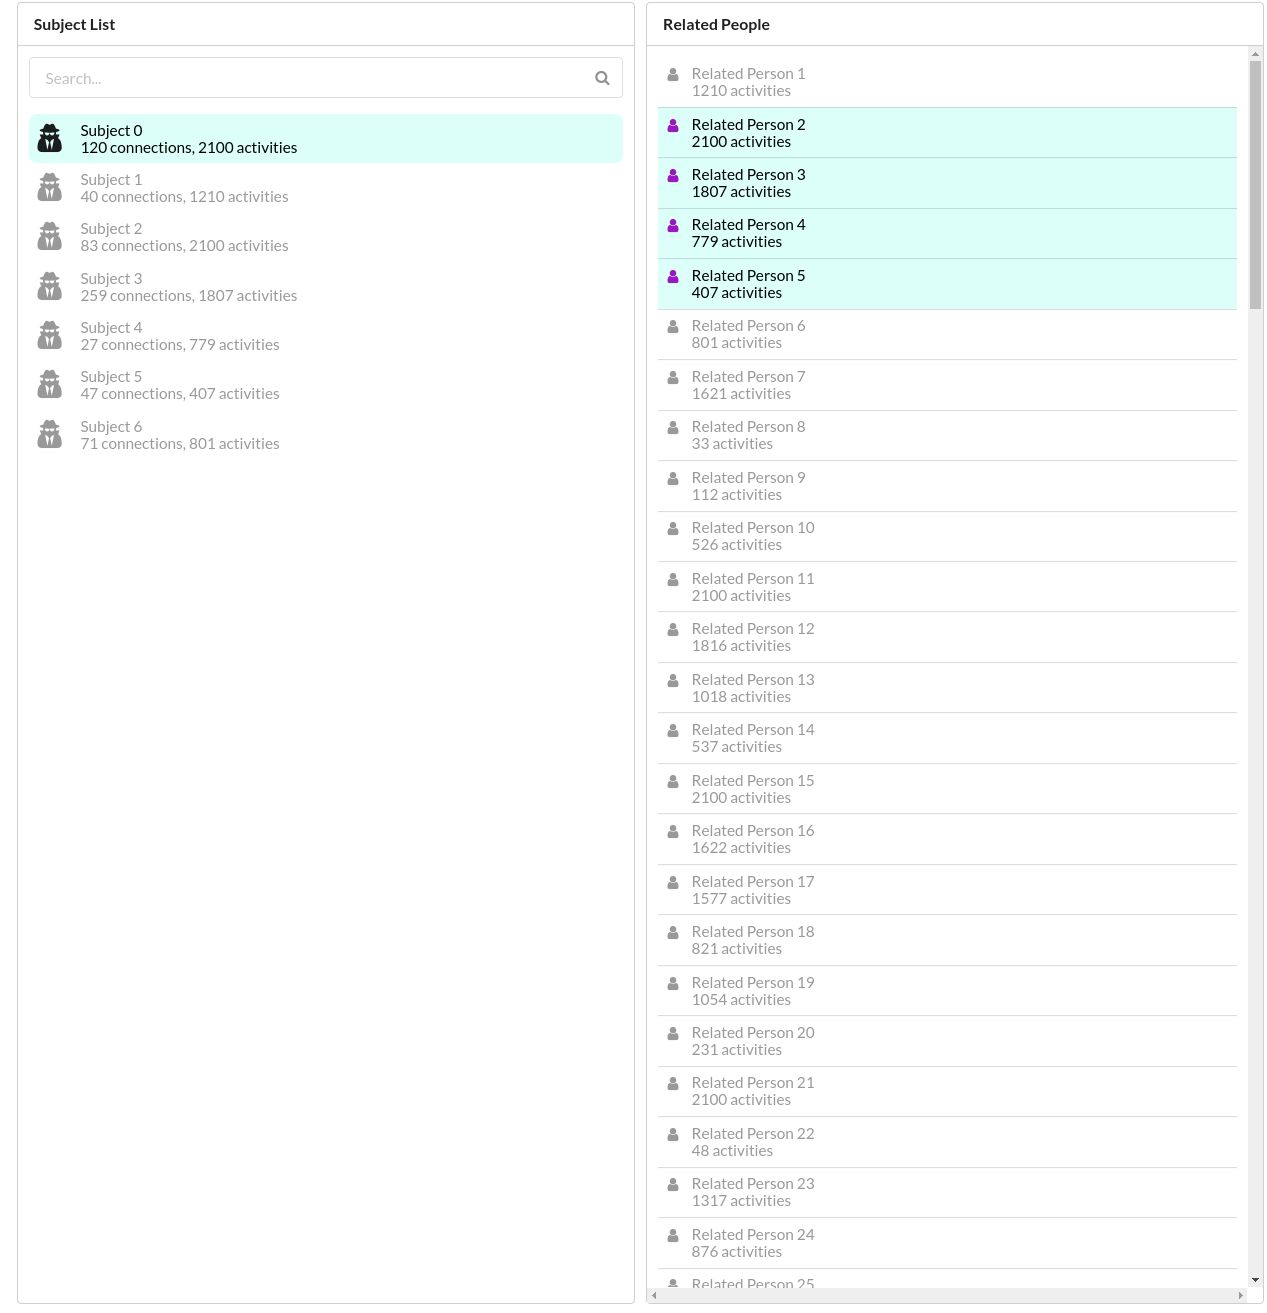 Subject List
Search...
Subject 0
120 connections, 2100 activities
Subject 1
40 connections, 1210 activities
Subject 2
83 connections, 2100 activities
Subject 3
259 connections, 1807 activities
Subject 4
27 connections, 779 activities
Subject 5
47 connections, 407 activities
Subject 6
71 connections, 801 activities
Related People
Related Person 1
1210 activities
Related Person 2
2100 activities
Related Person 3
1807 activities
Related Person 4
779 activities
Related Person 5
407 activities
Related Person 6
801 activities
Related Person 7
1621 activities
Related Person 8
33 activities
Related Person 9
112 activities
Related Person 10
526 activities
Related Person 11
2100 activities
Related Person 12
1816 activities
Related Person 13
1018 activities
Related Person 14
537 activities
Related Person 15
2100 activities
Related Person 16
1622 activities
Related Person 17
1577 activities
Related Person 18
821 activities
Related Person 19
1054 activities
Related Person 20
231 activities
Related Person 21
2100 activities
Related Person 22
48 activities
Related Person 23
1317 activities
Related Person 24
876 activities
Related Person 25